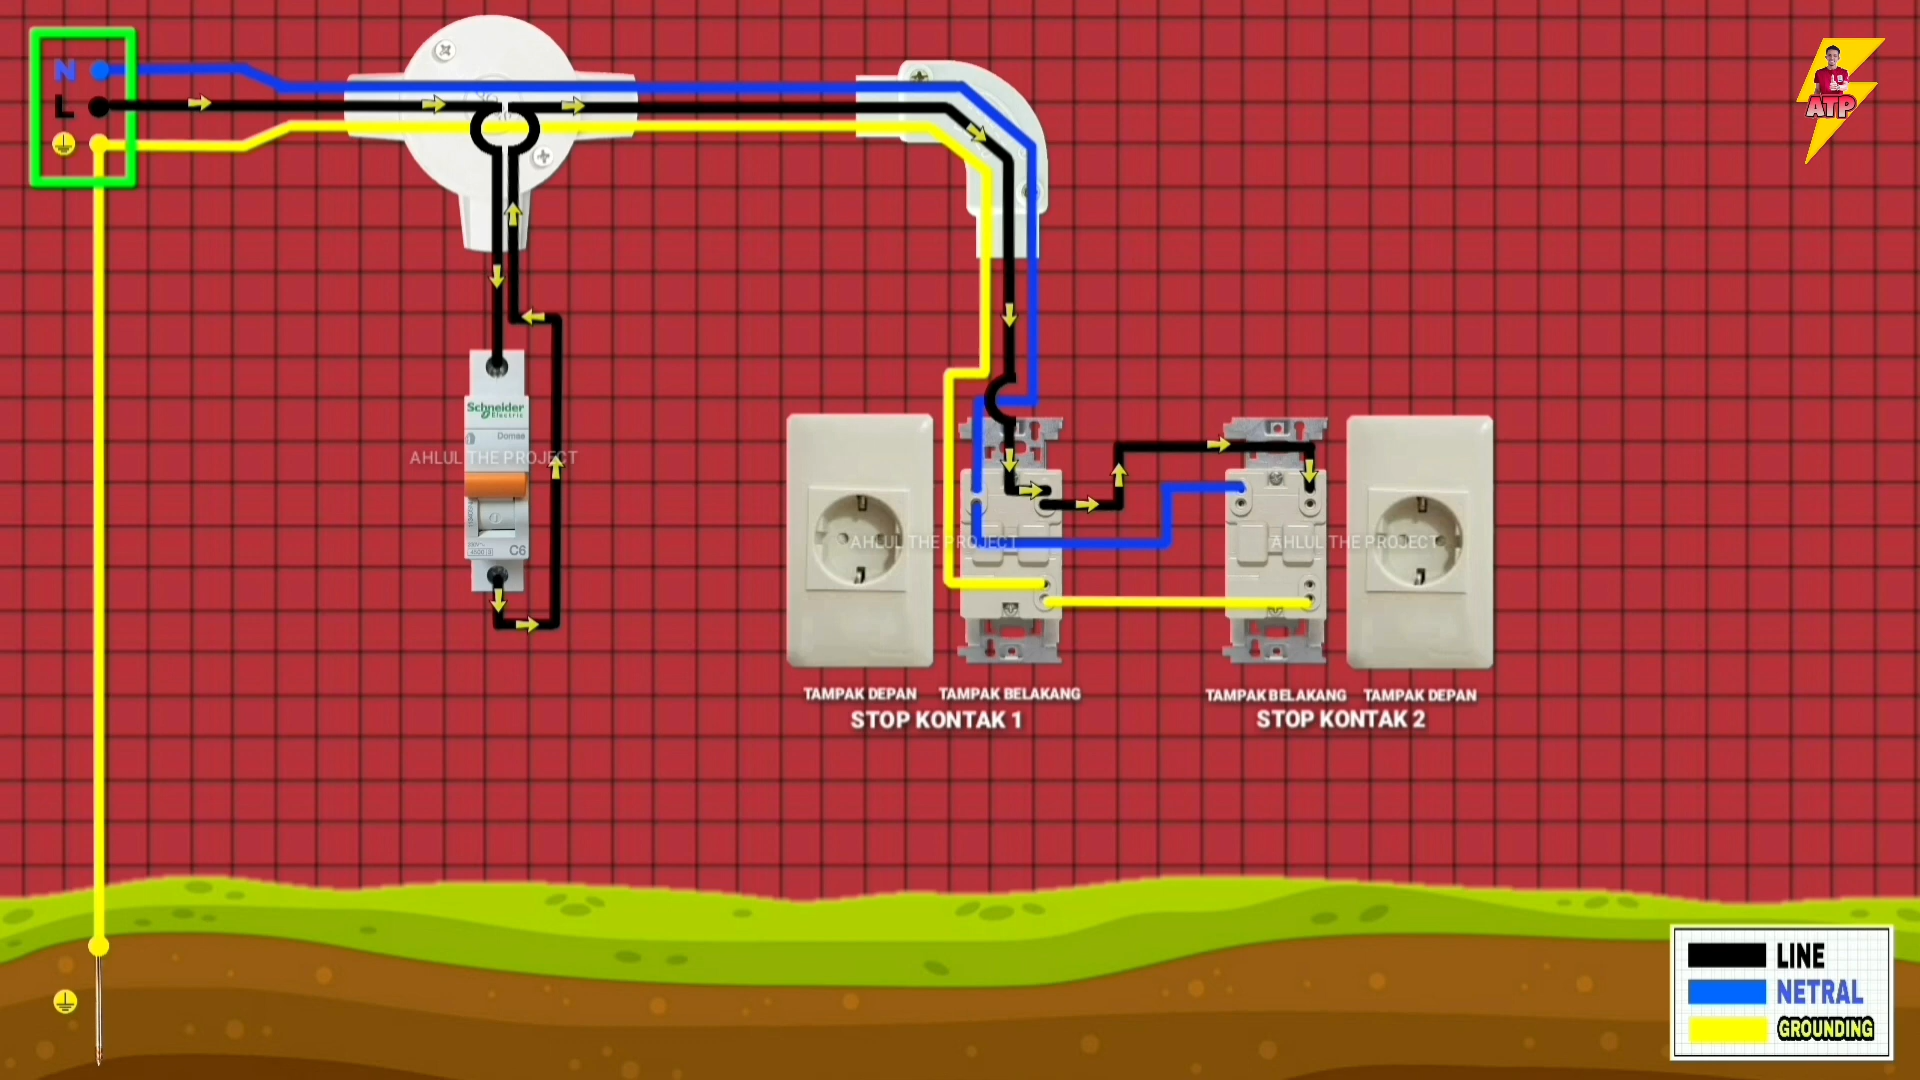 N
L
ATP
Schneider
Electric
Domae
AHLUL THE PROJECT
C6
AHLUL THE PROJECT
AHLUL THE PROJECT
TAMPAK DEPAN TAMPAK BELAKANG
STOP KONTAK 1
TAMPAK BELAKANG TAMPAK DEPAN
STOP KONTAK 2
LINE
NETRAL
GROUNDING